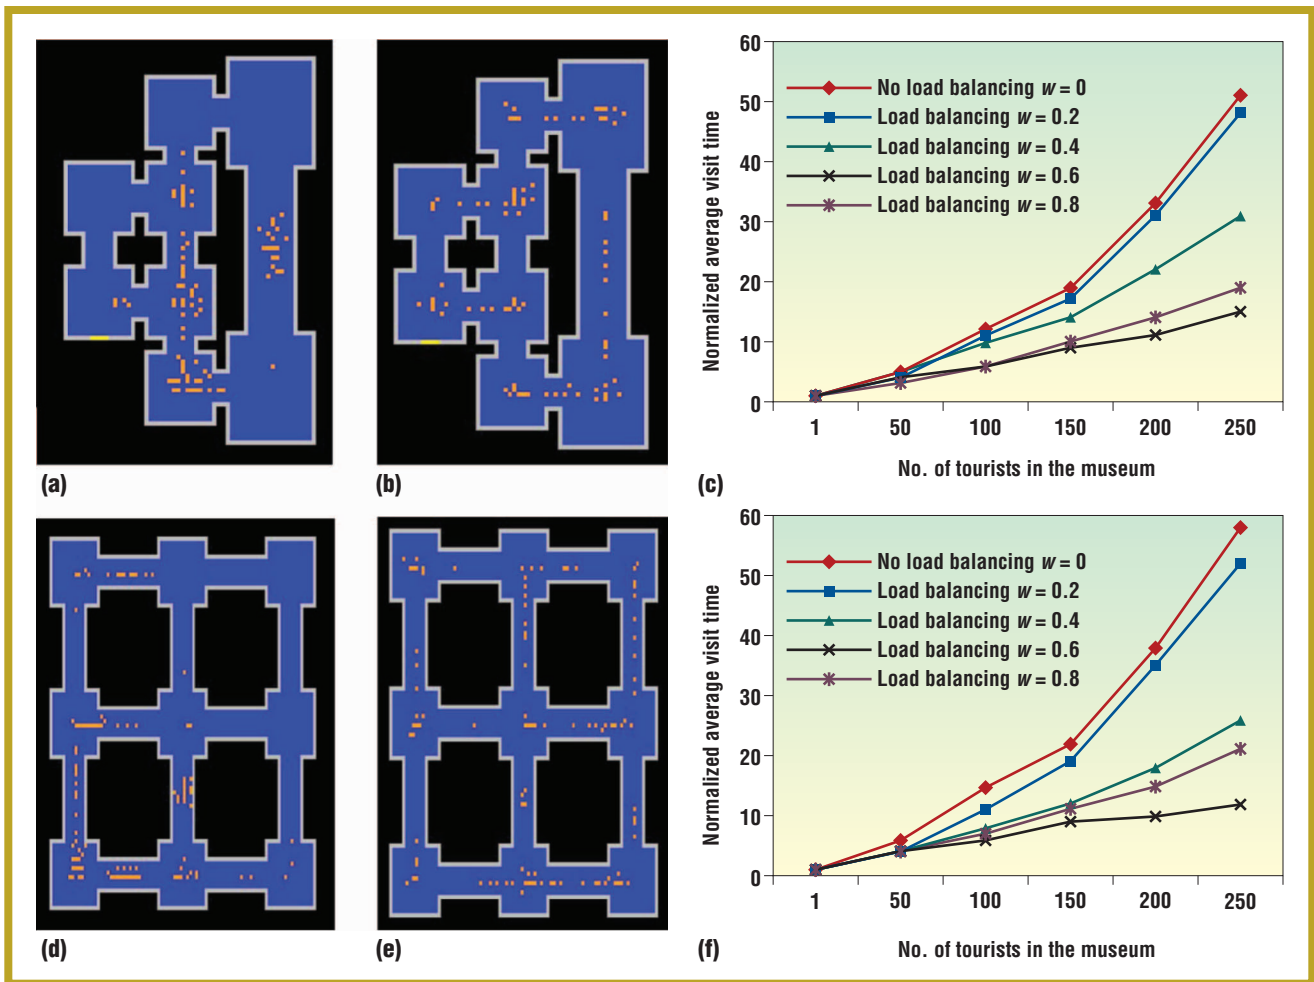 (a)
(b)
60
50
40
30
20
10
0
Normalized average visit time
No load balancing w = 0
Load balancing w = 0.2
Load balancing w = 0.4
Load balancing w = 0.6
Load balancing w = 0.8
1 50 100 150 200 250
No. of tourists in the museum
(c)
(d)
(e)
60
50
40
30
20
10
0
Normalized average visit time
No load balancing w = 0
Load balancing w = 0.2
Load balancing w = 0.4
Load balancing w = 0.6
Load balancing w = 0.8
1 50 100 150 200 250
No. of tourists in the museum
(f)